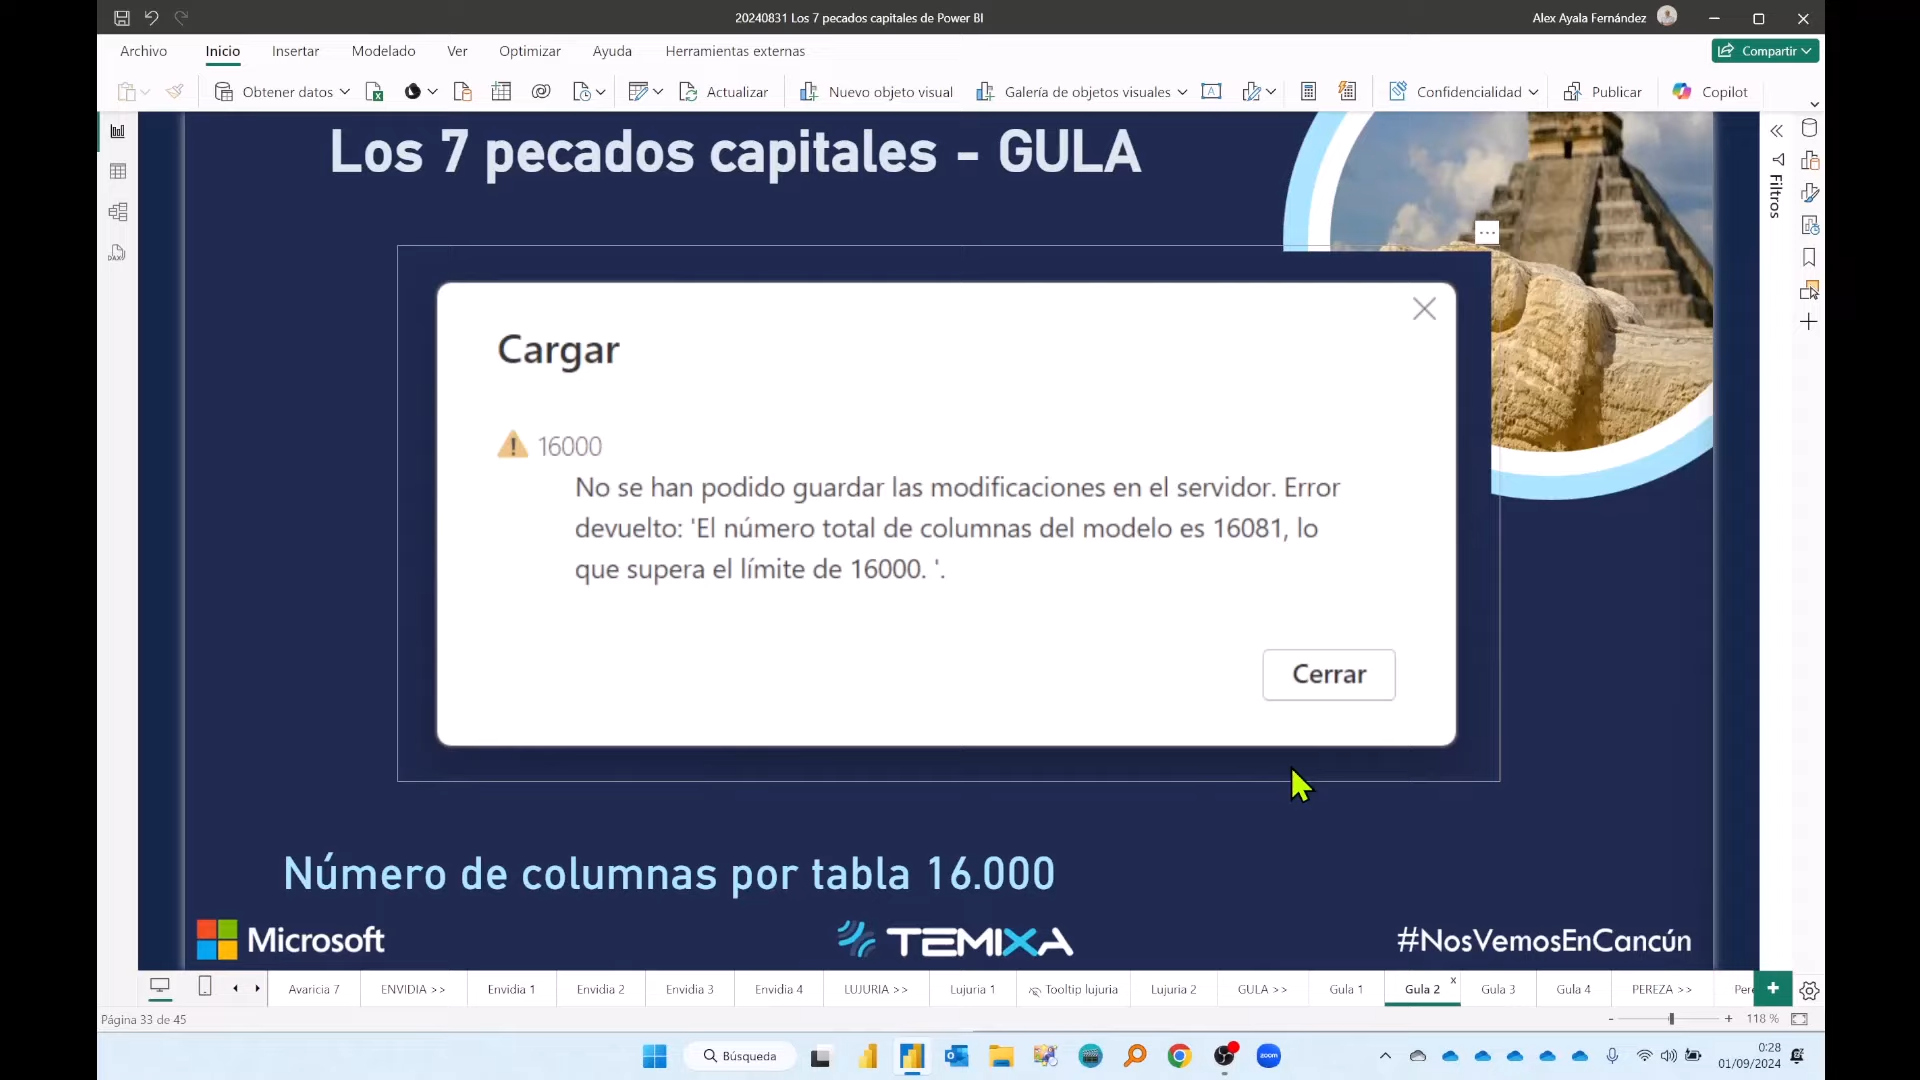 20240831 Los 7 pecados capitales de Power BI
Alex Ayala Fernández
Archivo
Inicio
Insertar
Modelado
Ver
Optimizar
Ayuda
Herramientas externas
Compartir
Obtener datos
Actualizar
Nuevo objeto visual
Galería de objetos visuales
Confidencialidad
Publicar
Copilot
Los 7 pecados capitales - GULA
Filtros
Cargar
16000
No se han podido guardar las modificaciones en el servidor. Error
devuelto: 'El número total de columnas del modelo es 16081, lo
que supera el límite de 16000. '.
Cerrar
Número de columnas por tabla 16.000
Microsoft
TEMIXA
#NosVemosEnCancún
Avaricia 7
ENVIDIA >>
Envidia 1
Envidia 2
Envidia 3
Envidia 4
LUJURIA >>
Lujuria 1
Tooltip lujuria
Lujuria 2
GULA >>
Gula 1
Gula 2
Gula 3
Gula 4
PEREZA >>
Página 33 de 45
118 %
Búsqueda
zoom
0:28
01/09/2024